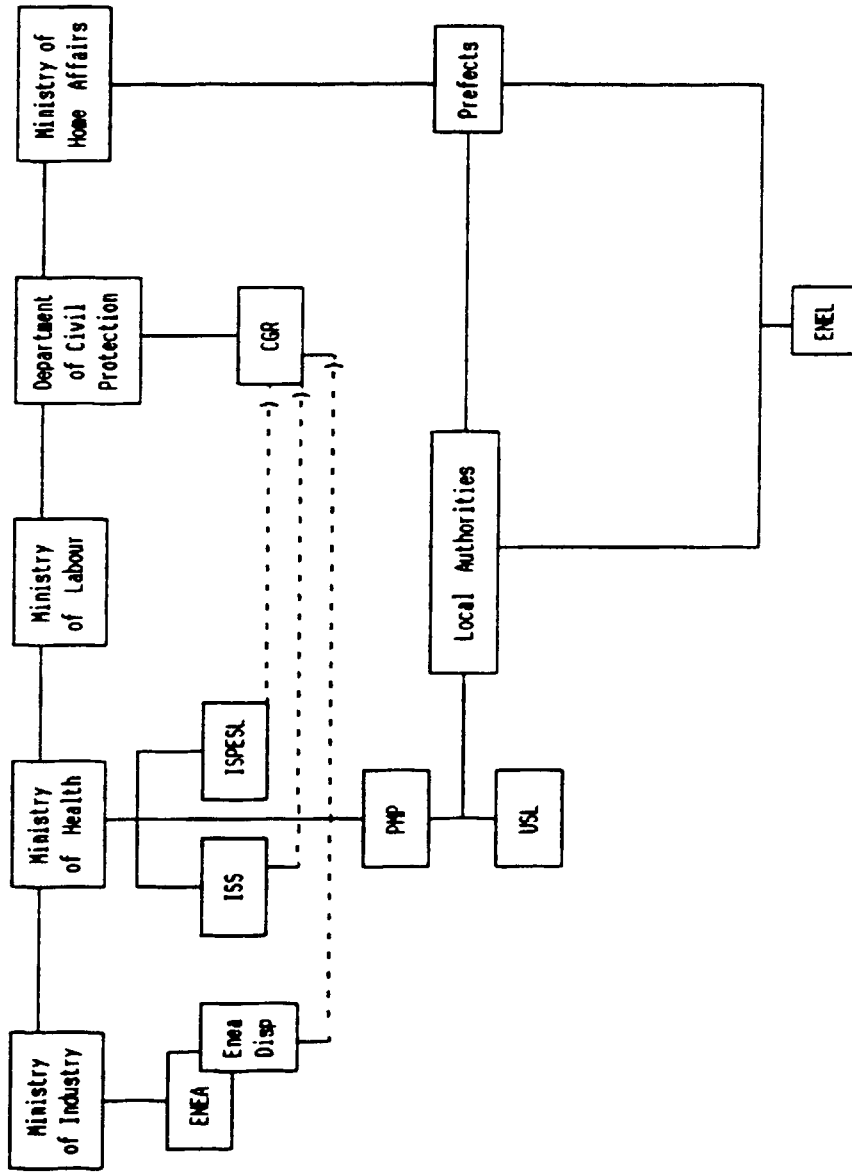 Ministry
of Industry
Ministry
of Health
Ministry
of Labour
Department
of Civil
Protection
Ministry of
Home Affairs
ENEA
Enea
Disp
ISS
ISPESL
CGR
PMP
USL
Local Authorities
Prefects
ENEL